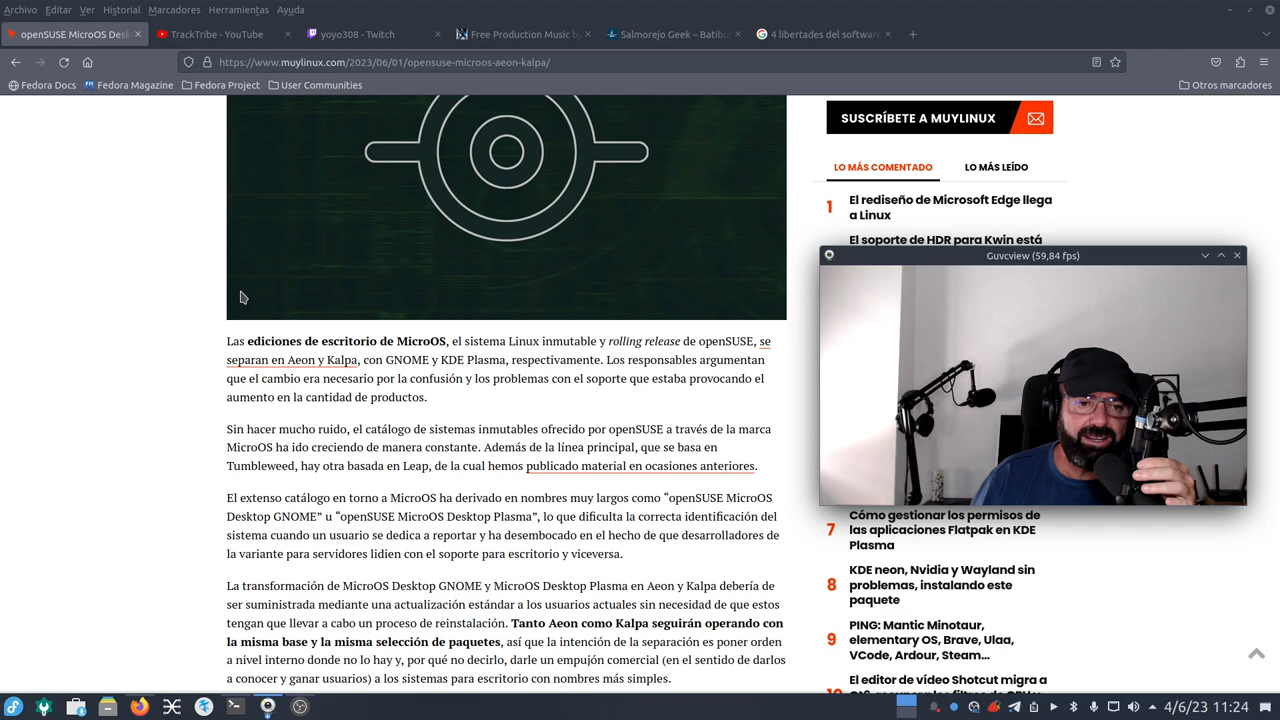 Archivo Editar Ver Historial Marcadores Herramientas Ayuda
openSUSE MicroOS Desk
TrackTribe - YouTube
yoyo308 - Twitch
Free Production Music by
Salmorejo Geek – Batibu
4 libertades del software
https://www.muylinux.com/2023/06/01/opensuse-microos-aeon-kalpa/
Fedora Docs Fedora Magazine Fedora Project User Communities Otros marcadores
Las ediciones de escritorio de MicroOS, el sistema Linux inmutable y rolling release de openSUSE, se
separan en Aeon y Kalpa, con GNOME y KDE Plasma, respectivamente. Los responsables argumentan
que el cambio era necesario por la confusión y los problemas con el soporte que estaba provocando el
aumento en la cantidad de productos.
Sin hacer mucho ruido, el catálogo de sistemas inmutables ofrecido por openSUSE a través de la marca
MicroOS ha ido creciendo de manera constante. Además de la línea principal, que se basa en
Tumbleweed, hay otra basada en Leap, de la cual hemos publicado material en ocasiones anteriores.
El extenso catálogo en torno a MicroOS ha derivado en nombres muy largos como “openSUSE MicroOS
Desktop GNOME” u “openSUSE MicroOS Desktop Plasma”, lo que dificulta la correcta identificación del
sistema cuando un usuario se dedica a reportar y ha desembocado en el hecho de que desarrolladores de
la variante para servidores lidien con el soporte para escritorio y viceversa.
La transformación de MicroOS Desktop GNOME y MicroOS Desktop Plasma en Aeon y Kalpa debería de
ser suministrada mediante una actualización estándar a los usuarios actuales sin necesidad de que estos
tengan que llevar a cabo un proceso de reinstalación. Tanto Aeon como Kalpa seguirán operando con
la misma base y la misma selección de paquetes, así que la intención de la separación es poner orden
a nivel interno donde no lo hay y, por qué no decirlo, darle un empujón comercial (en el sentido de darlos
a conocer y ganar usuarios) a los sistemas para escritorio con nombres más simples.
SUSCRÍBETE A MUYLINUX
LO MÁS COMENTADO LO MÁS LEÍDO
1 El rediseño de Microsoft Edge llega
a Linux
El soporte de HDR para Kwin está
Guvcview (59,84 fps)
Cómo gestionar los permisos de
7 las aplicaciones Flatpak en KDE
Plasma
KDE neon, Nvidia y Wayland sin
8 problemas, instalando este
paquete
PING: Mantic Minotaur,
9 elementary OS, Brave, Ulaa,
VCode, Ardour, Steam...
El editor de vídeo Shotcut migra a
4/6/23 11:24